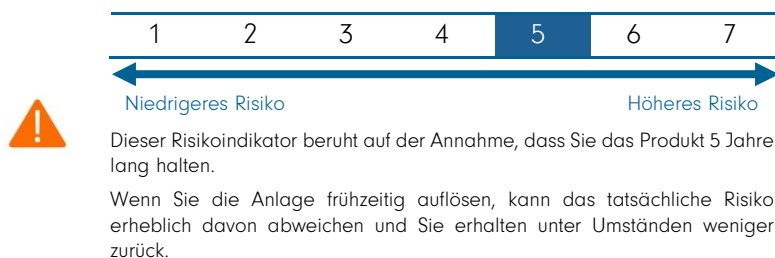 1 2 3 4 5 6 7
Niedrigeres Risiko Höheres Risiko
Dieser Risikoindikator beruht auf der Annahme, dass Sie das Produkt 5 Jahre
lang halten.
Wenn Sie die Anlage frühzeitig auflösen, kann das tatsächliche Risiko
erheblich davon abweichen und Sie erhalten unter Umständen weniger
zurück.